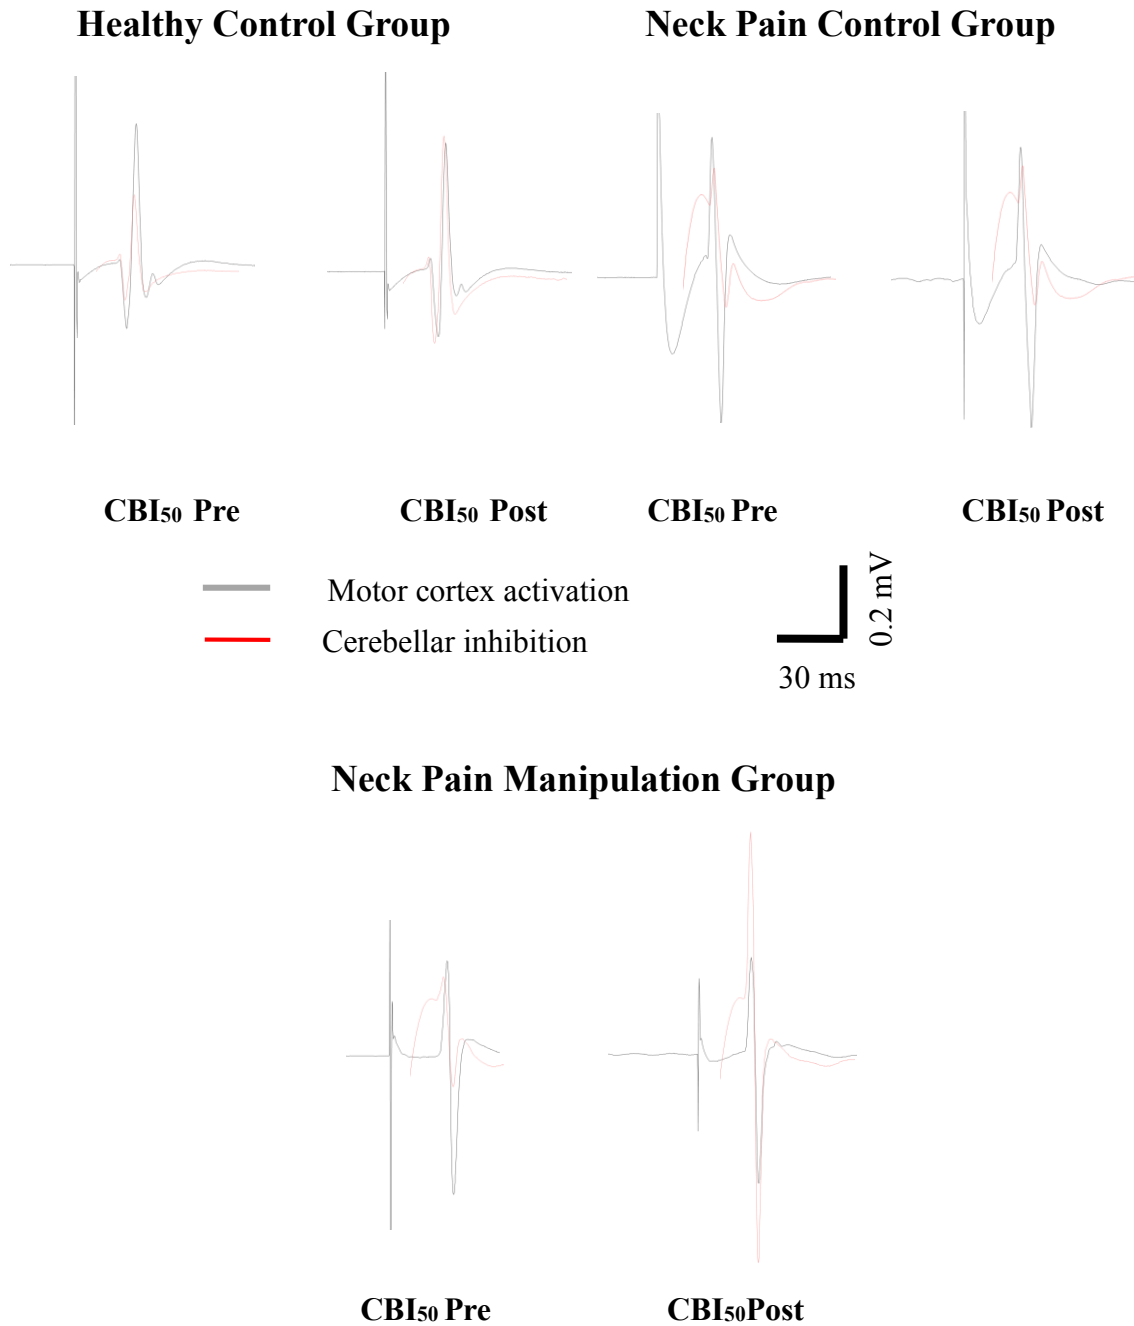 Healthy Control Group
Neck Pain Control Group
CBI₅₀ Pre
CBI₅₀ Post
CBI₅₀ Pre
CBI₅₀ Post
Motor cortex activation
Cerebellar inhibition
0.2 mV
30 ms
Neck Pain Manipulation Group
CBI₅₀ Pre
CBI₅₀Post